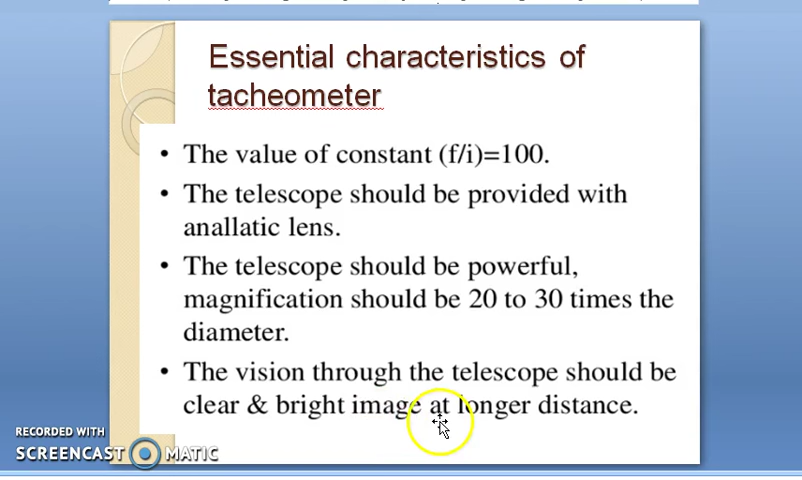 Essential characteristics of
tacheometer
• The value of constant (f/i)=100.
• The telescope should be provided with
anallatic lens.
• The telescope should be powerful,
magnification should be 20 to 30 times the
diameter.
• The vision through the telescope should be
clear & bright image at longer distance.
RECORDED WITH
SCREENCAST MATIC